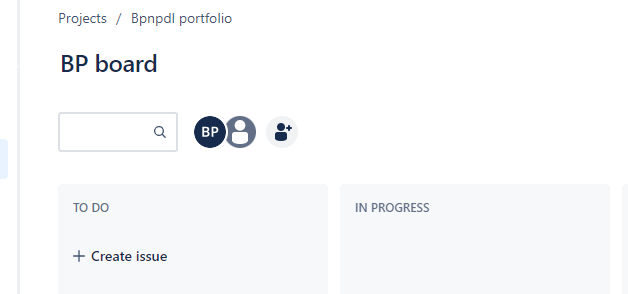 Projects / Bpnpdl portfolio
BP board
BP
TO DO
IN PROGRESS
+ Create issue